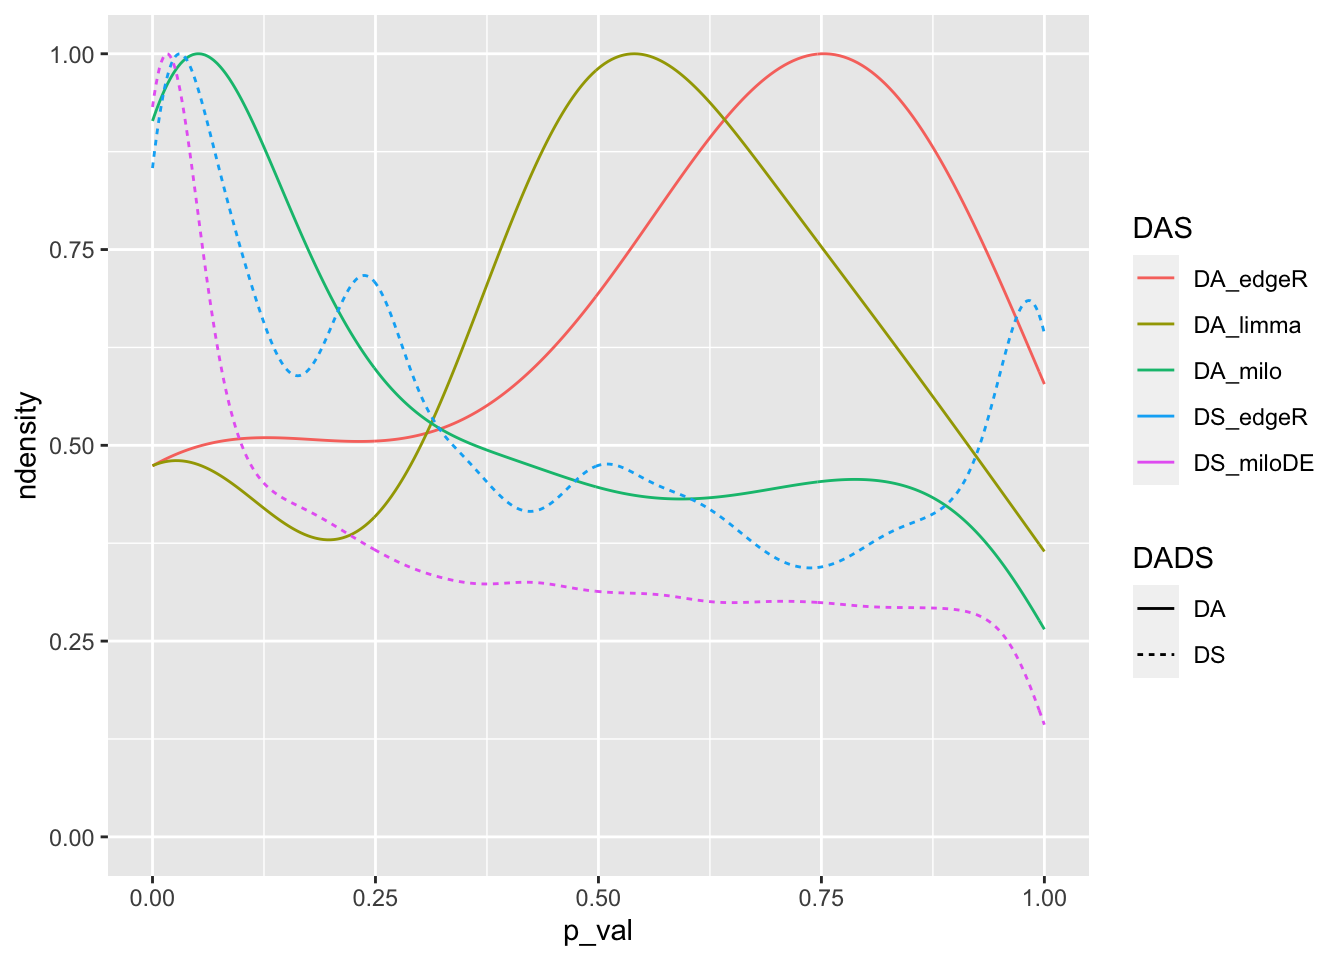 1.00
0.75
0.50
0.25
0.00
ndensity
0.00 0.25 0.50 0.75 1.00
p_val
DAS
DA_edgeR
DA_limma
DA_milo
DS_edgeR
DS_miloDE
DADS
DA
DS